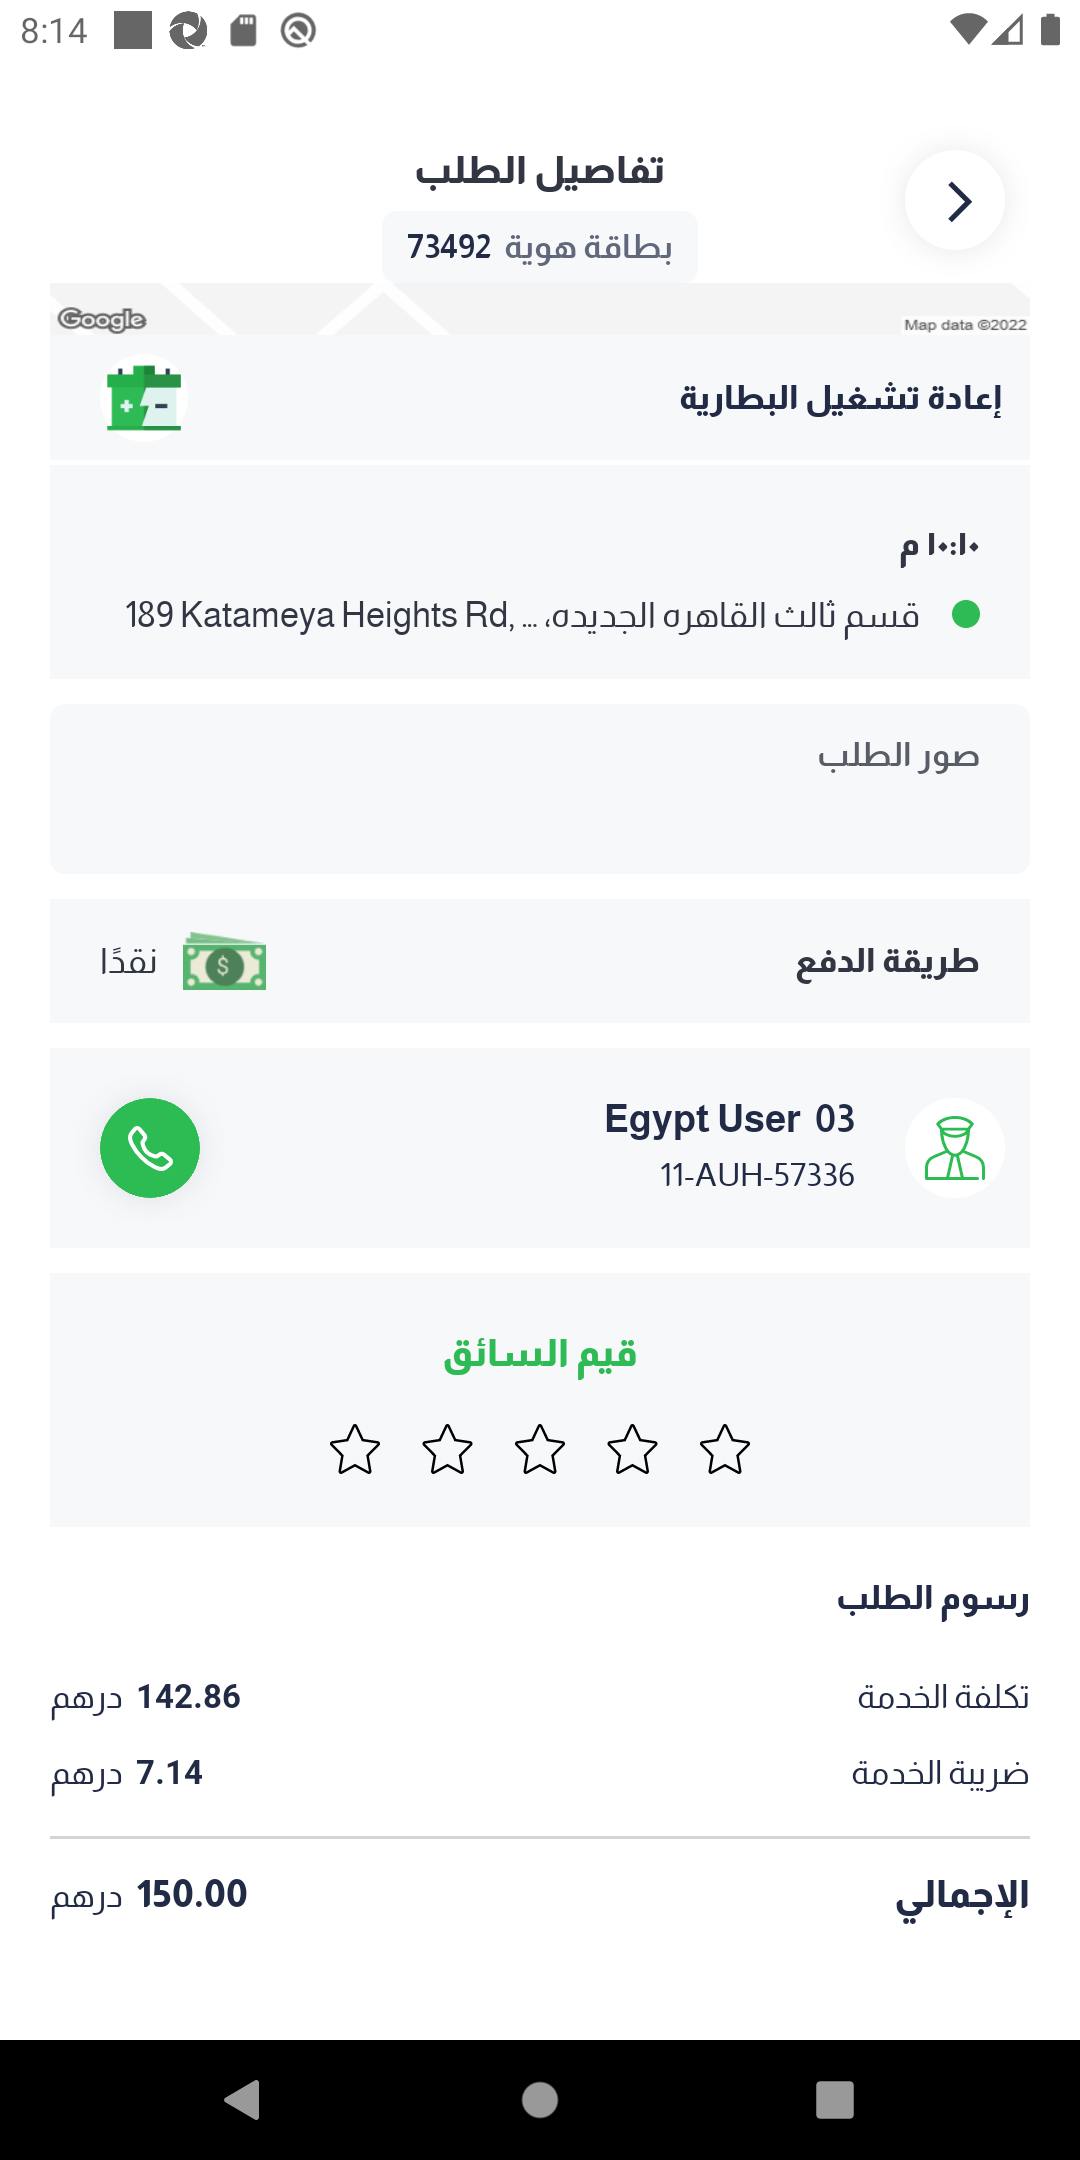 8:14
تفاصيل الطلب
بطاقة هوية 73492
Google
Map data ©2022
إعادة تشغيل البطارية
١٠:١٠ م
189 Katameya Heights Rd, ... قسم ثالث القاهره الجديده،
صور الطلب
طريقة الدفع
نقدًا
Egypt User 03
11-AUH-57336
قيم السائق
رسوم الطلب
تكلفة الخدمة
142.86 درهم
ضريبة الخدمة
7.14 درهم
الإجمالي
150.00 درهم